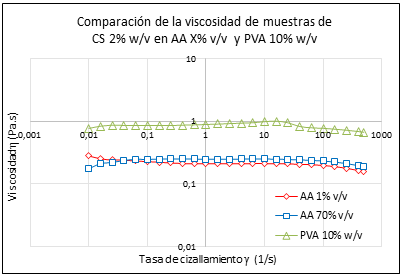 Comparación de la viscosidad de muestras de
CS 2% w/v en AA X% v/v y PVA 10% w/v
10
1
0,1
0,01
0,001
0,01
0,1
1
10
100
1000
Viscosidadη (Pa.s)
AA 1% v/v
AA 70% v/v
PVA 10% w/v
Tasa de cizallamiento γ (1/s)